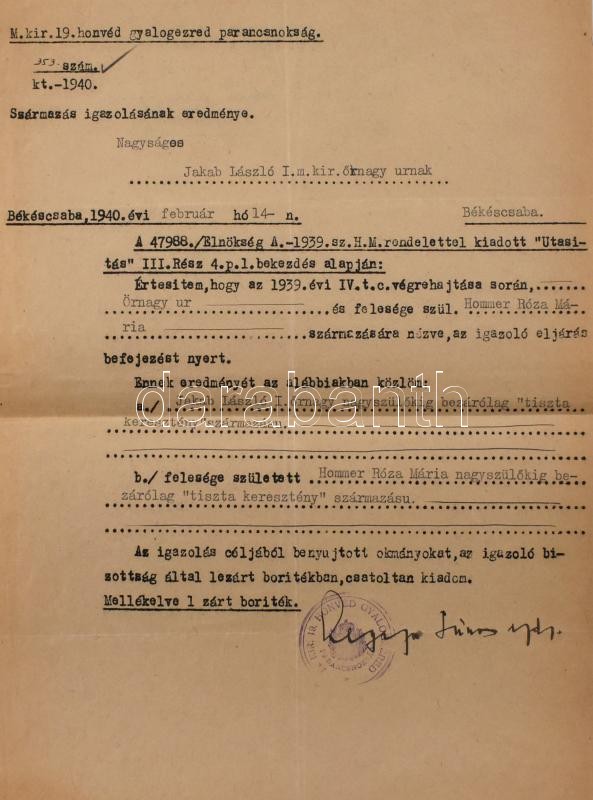 M.kir.19.honvéd gyalogezred parancsnokság.
353. szám.
kt.-1940.
Származás igazolásának eredménye.
Nagyságos
Jakab László I.m.kir.őrnagy urnak
Békéscsaba,1940.évi február hó 14- n. Békéscsaba.
A 47988./Elnökség A.-1939.sz.H.M.rendelettel kiadott "Utasi-
tás" III.Rész 4.p.1.bekezdés alapján:
Értesitem,hogy az 1939.évi IV.t.c.végrehajtása során,
Őrnagy ur és felesége szül. Hommer Róza Má-
ria származására nézve,az igazoló eljárás
befejezést nyert.
Ennek eredményét az alábbiakban közlöm:
a./ Jakab László I.őrnagy nagyszülőkig bezárólag "tiszta
keresztény"származásu.
b./ felesége született Hommer Róza Mária nagyszülőkig be-
zárólag "tiszta keresztény" származásu.
Az igazolás céljából benyujtott okmányokat,az igazoló bi-
zottság által lezárt boritékban,csatoltan kiadom.
Mellékelve 1 zárt boriték.
darabanth